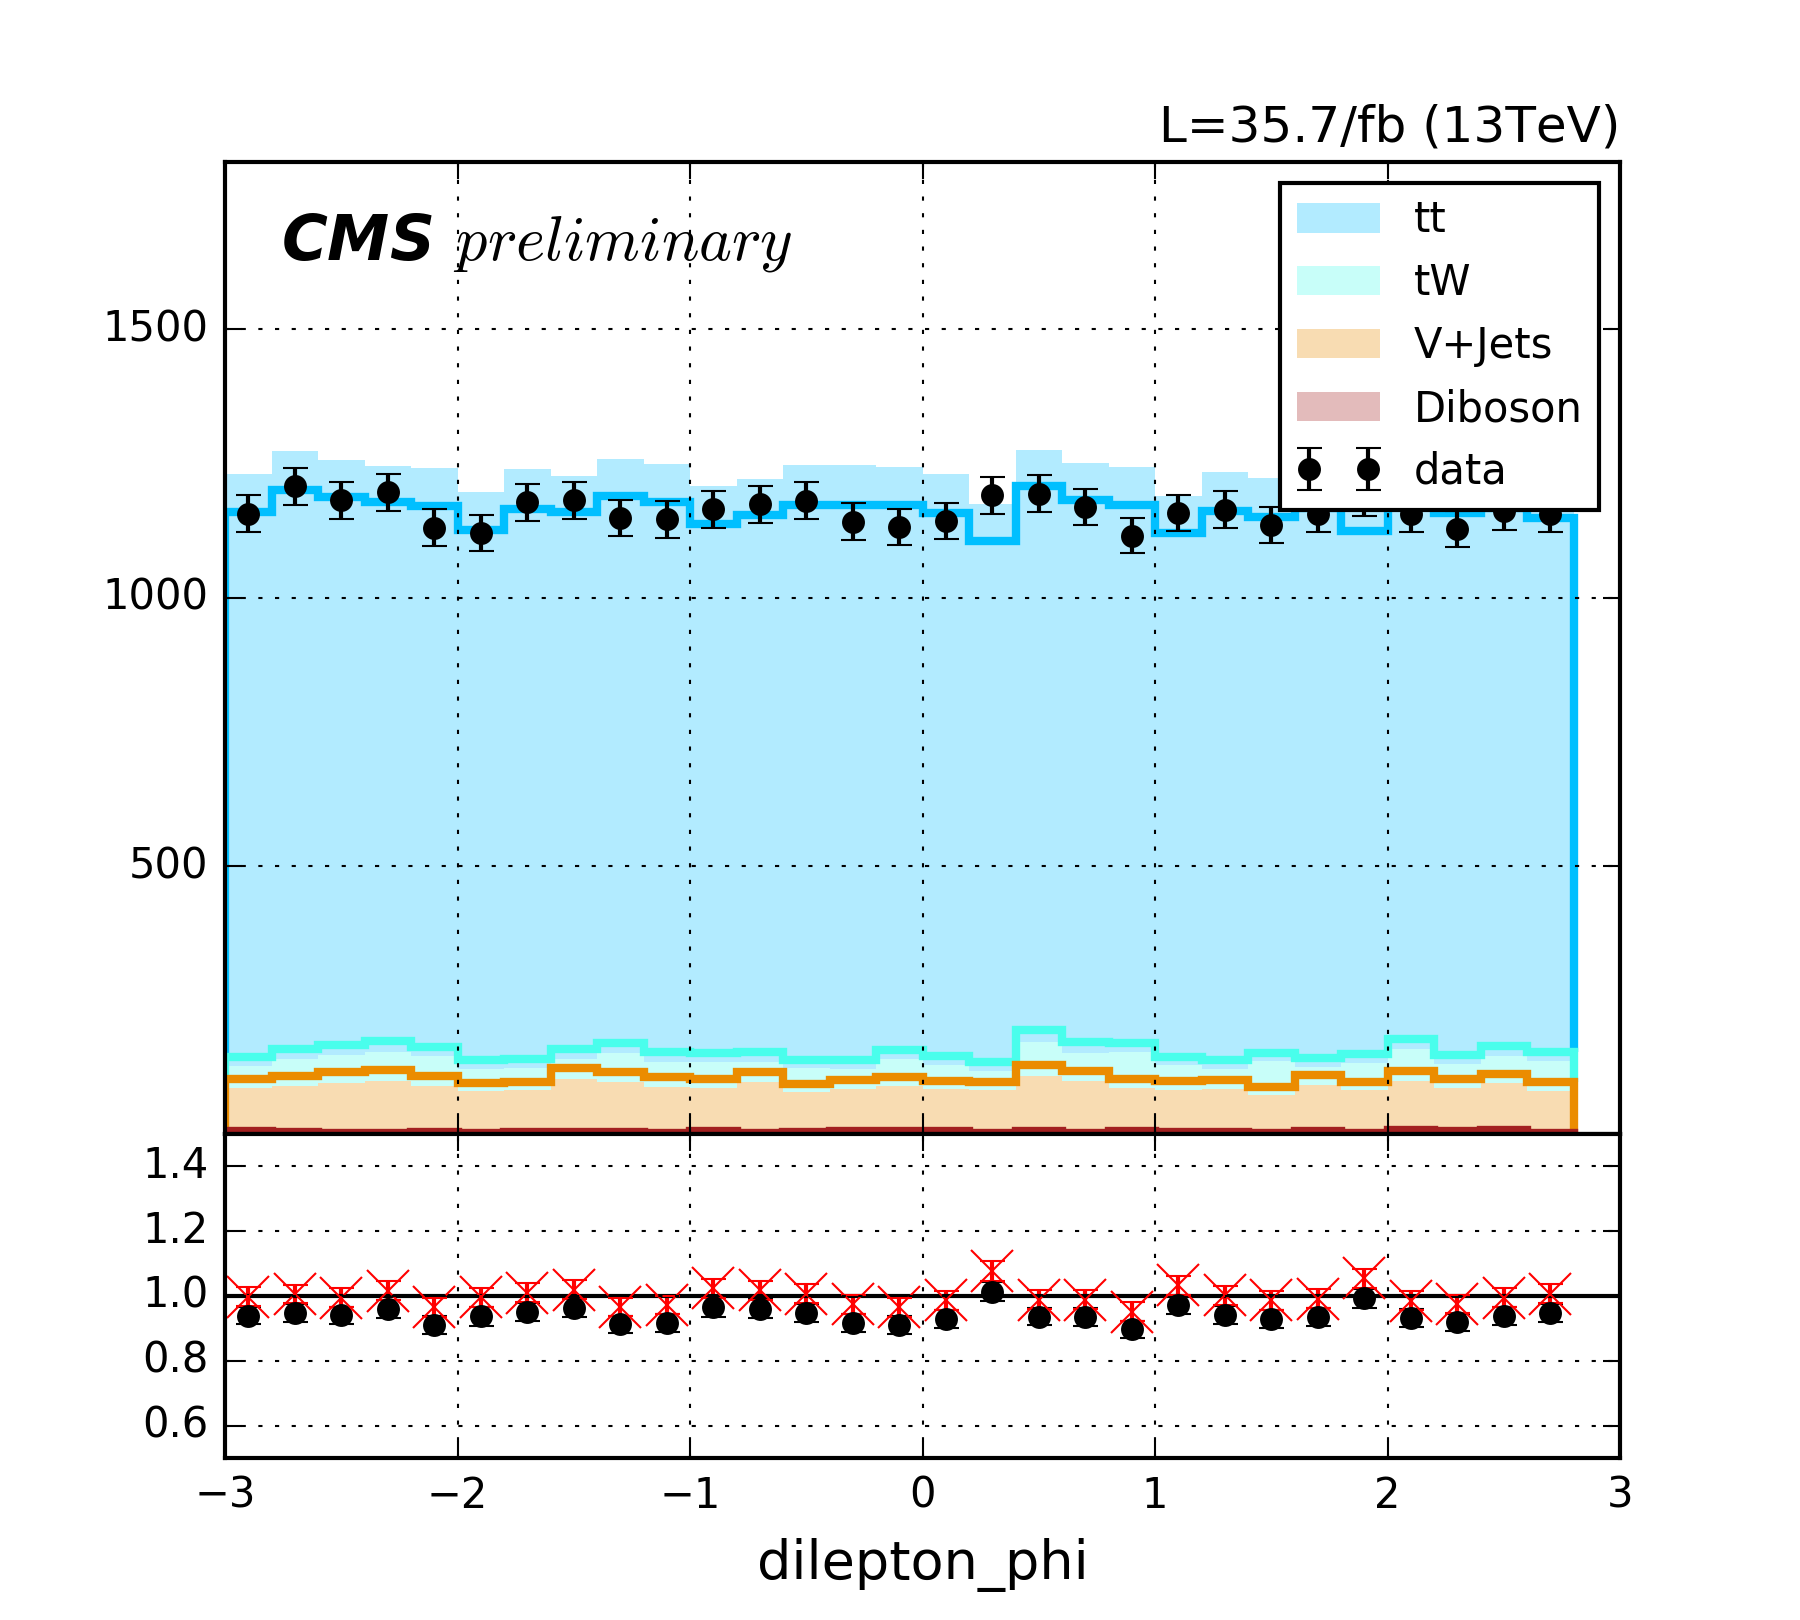 L=35.7/fb (13TeV)
CMS preliminary
tt
tW
V+Jets
Diboson
data
1500
1000
500
1.4
1.2
1.0
0.8
0.6
−3 −2 −1 0 1 2 3
dilepton_phi